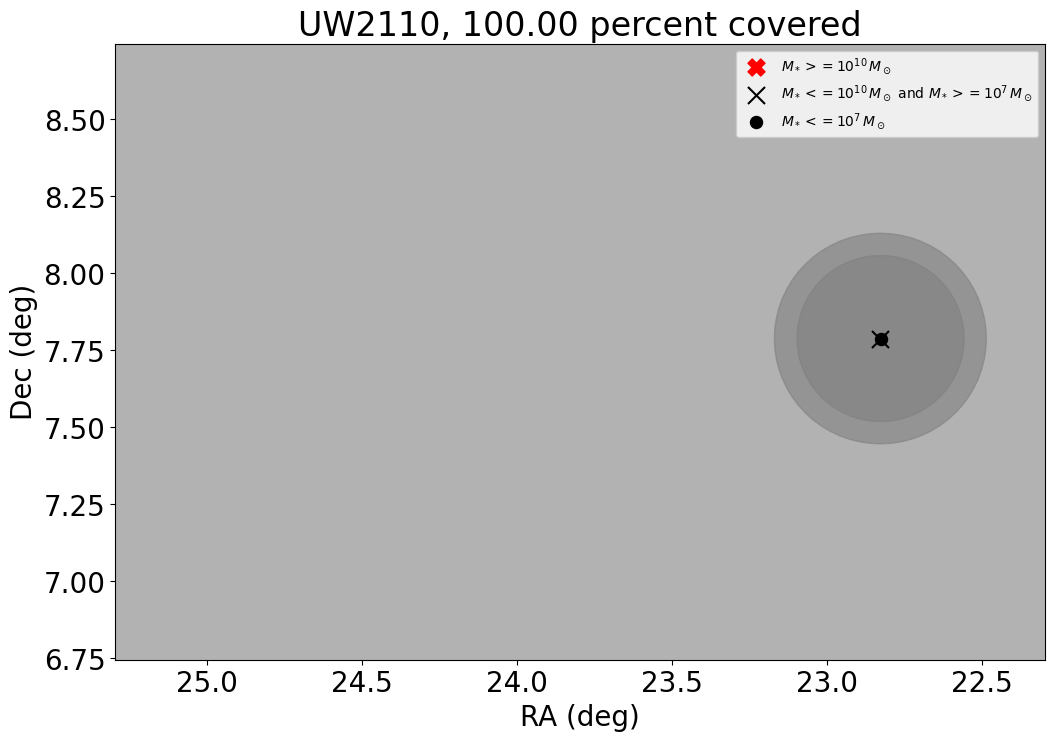 UW2110, 100.00 percent covered
M* >= 10^10 M⊙
M* <= 10^10 M⊙ and M* >= 10^7 M⊙
M* <= 10^7 M⊙
8.50
8.25
8.00
7.75
7.50
7.25
7.00
6.75
Dec (deg)
25.0 24.5 24.0 23.5 23.0 22.5
RA (deg)